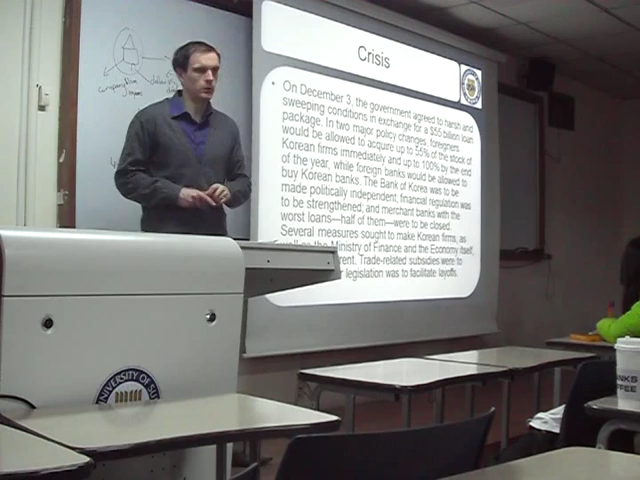 Crisis
• On December 3, the government agreed to harsh and
sweeping conditions in exchange for a $55 billion loan
package. In two major policy changes, foreigners
would be allowed to acquire up to 55% of the stock of
Korean firms immediately and up to 100% by the end
of the year, while foreign banks would be allowed to
buy Korean banks. The Bank of Korea was to be
made politically independent, financial regulation was
to be strengthened; and merchant banks with the
worst loans—half of them—were to be closed.
Several measures sought to make Korean firms, as
well as the Ministry of Finance and the Economy itself,
Trade-related subsidies were to
legislation was to facilitate layoffs.
UNIVERSITY OF SU